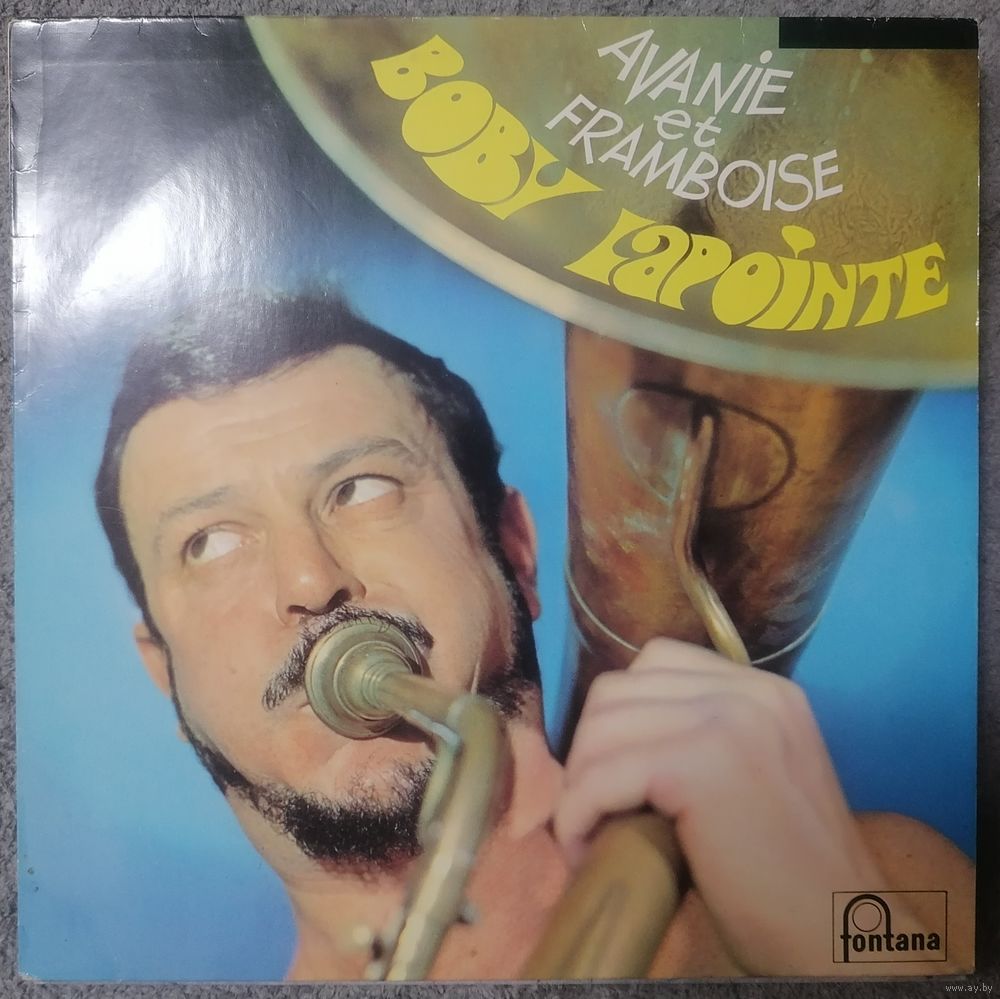 AVANIE
et
FRAMBOISE
BOBY LAPOINTE
fontana
www.ay.by